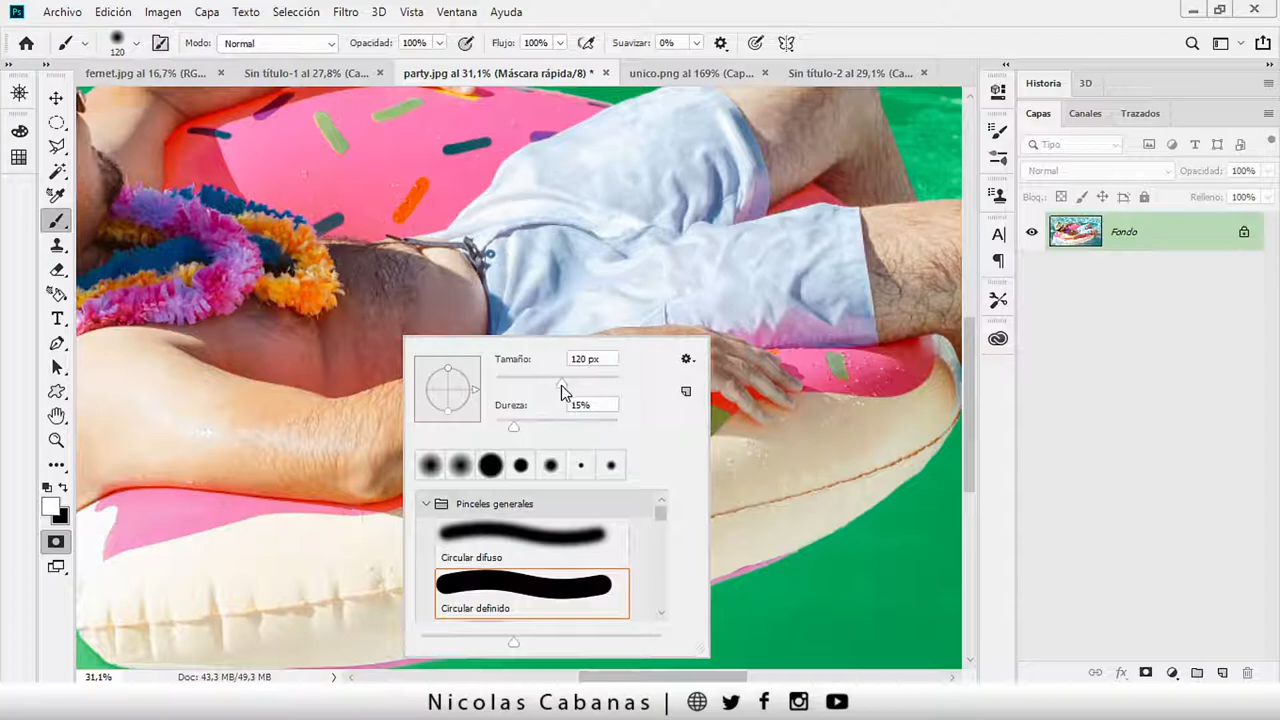 Ps Archivo Edición Imagen Capa Texto Selección Filtro 3D Vista Ventana Ayuda
120 Modo: Normal Opacidad: 100% Flujo: 100% Suavizar: 0%
fernet.jpg al 16,7% (RG... × Sin título-1 al 27,8% (Ca... × party.jpg al 31,1% (Máscara rápida/8) * × unico.png al 169% (Cap... × Sin título-2 al 29,1% (Ca... ×
Historia 3D
Capas Canales Trazados
Tipo
Normal Opacidad: 100%
Bloq.: Relleno: 100%
Fondo
Tamaño: 120 px
Dureza: 15%
Pinceles generales
Circular difuso
Circular definido
31,1% Doc: 43,3 MB/49,3 MB
Nicolas Cabanas |